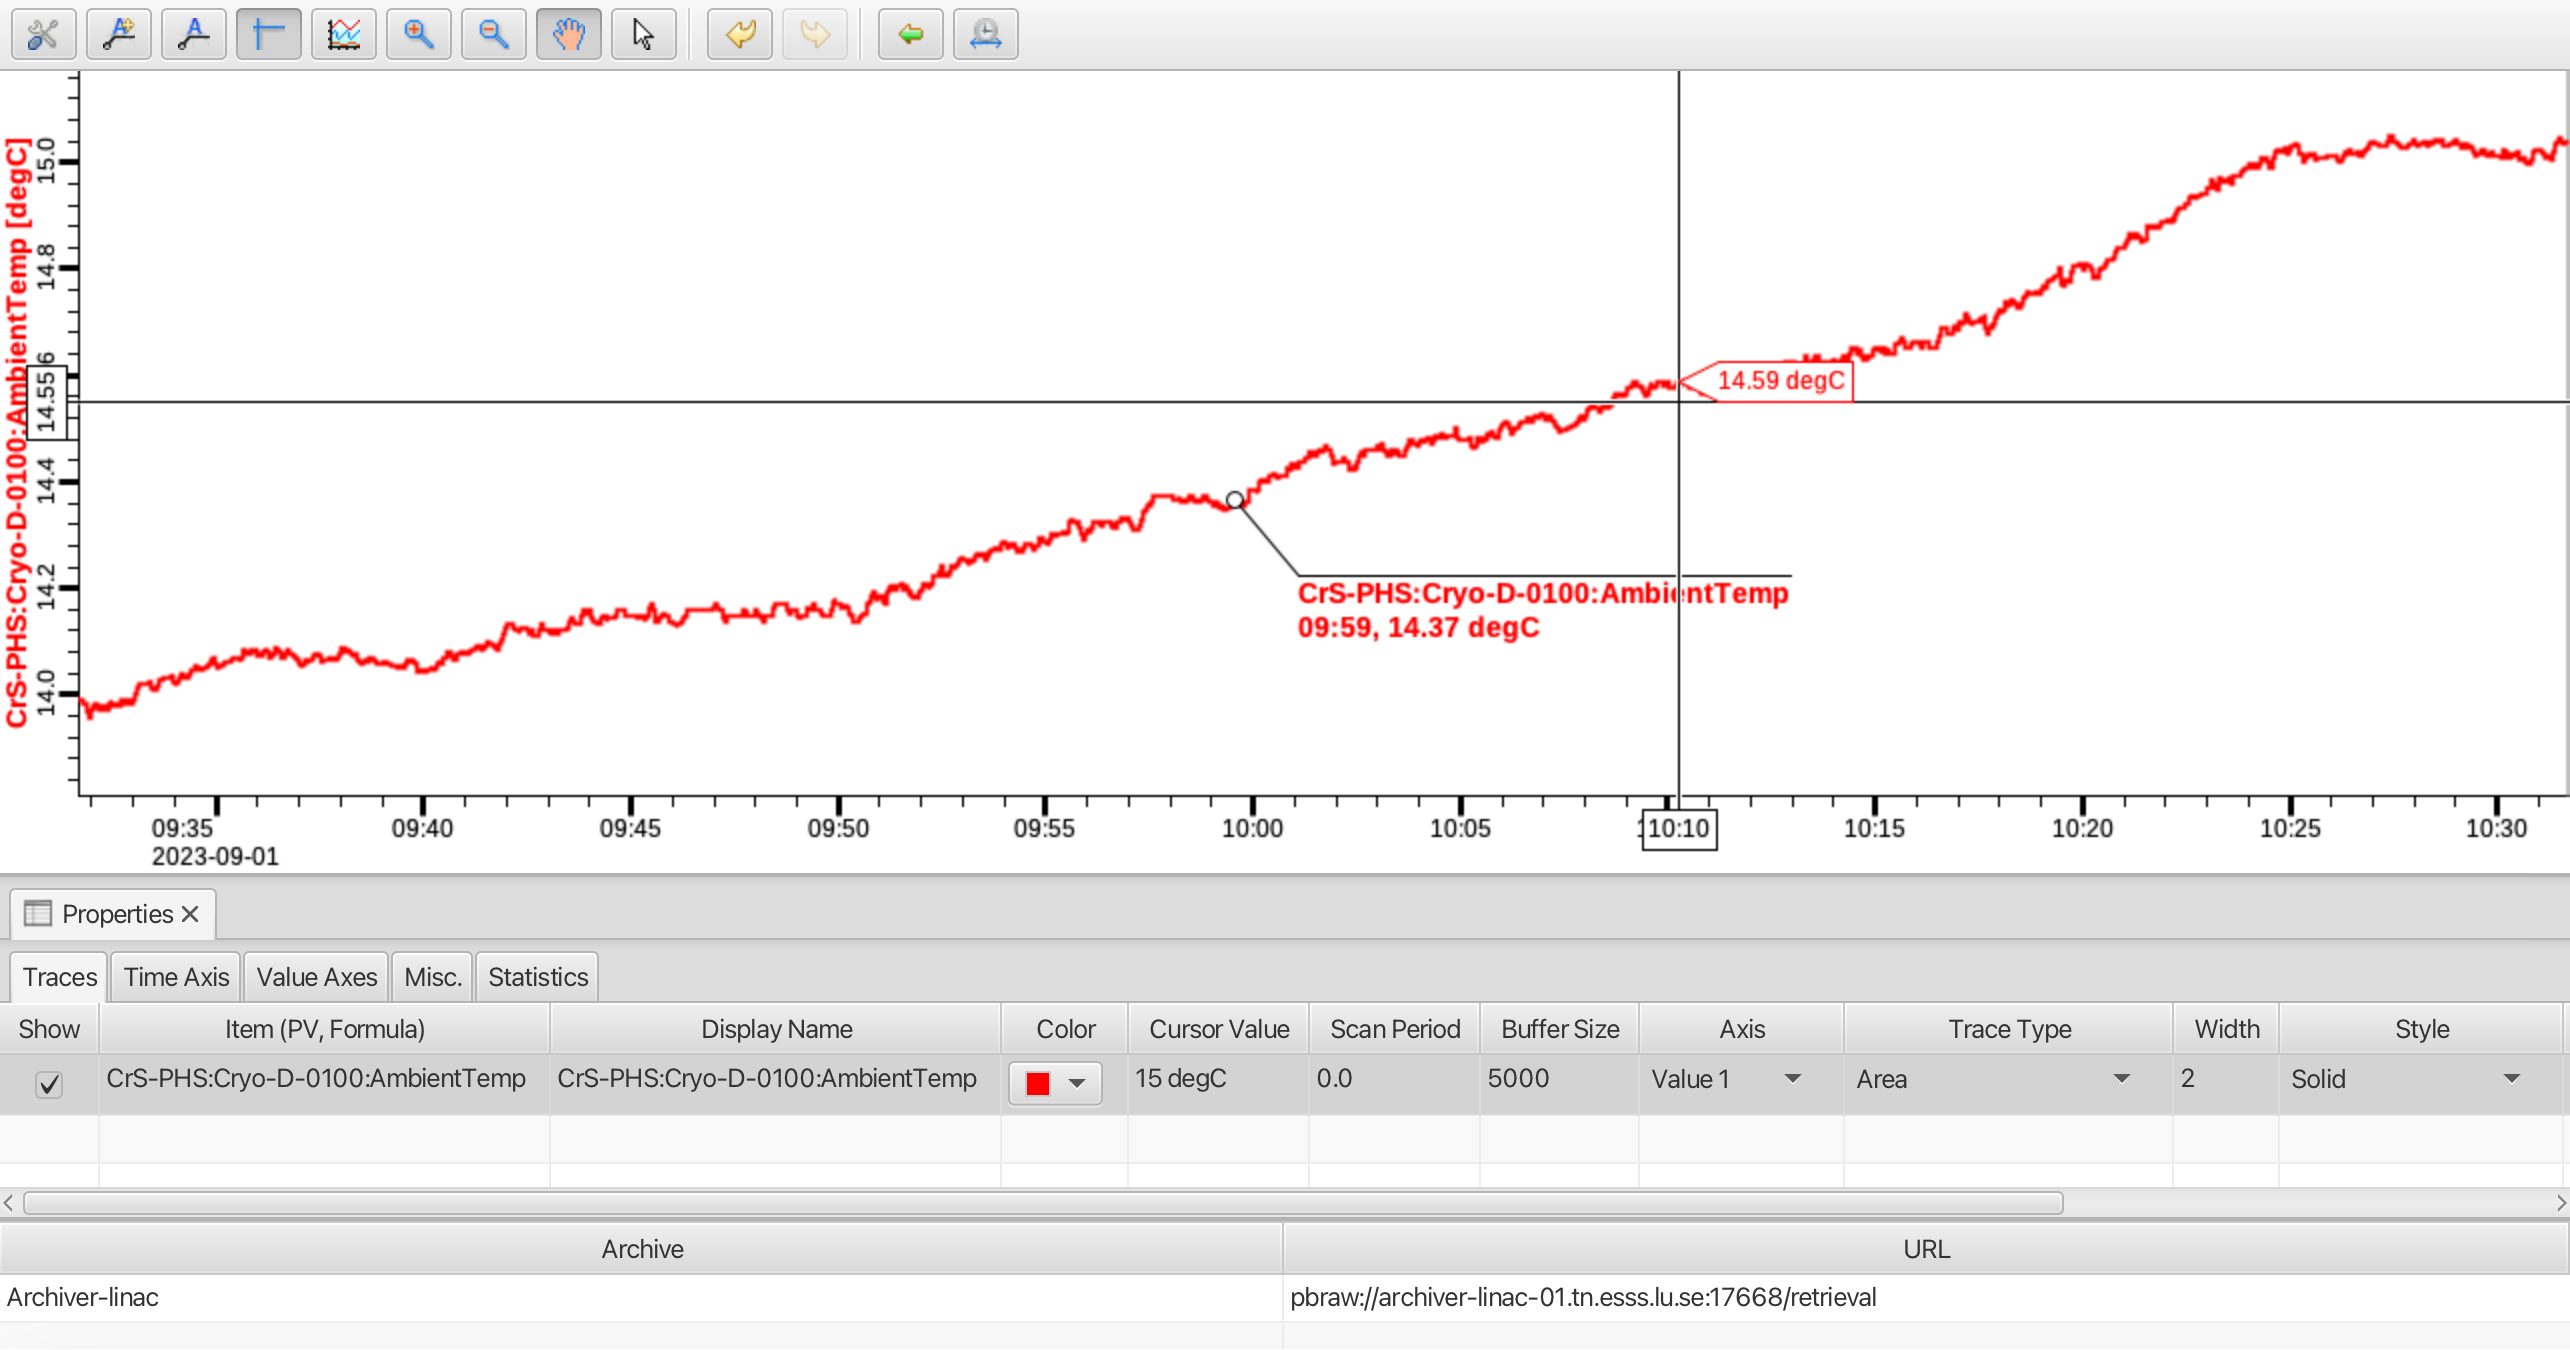 CrS-PHS:Cryo-D-0100:AmbientTemp [degC]
15.0
14.8
14.55
14.4
14.2
14.0
14.59 degC
CrS-PHS:Cryo-D-0100:AmbientTemp
09:59, 14.37 degC
09:35 09:40 09:45 09:50 09:55 10:00 10:05 10:10 10:15 10:20 10:25 10:30
2023-09-01
Properties
Traces Time Axis Value Axes Misc. Statistics
Show Item (PV, Formula) Display Name Color Cursor Value Scan Period Buffer Size Axis Trace Type Width Style
CrS-PHS:Cryo-D-0100:AmbientTemp CrS-PHS:Cryo-D-0100:AmbientTemp 15 degC 0.0 5000 Value 1 Area 2 Solid
Archive URL
Archiver-linac pbraw://archiver-linac-01.tn.esss.lu.se:17668/retrieval